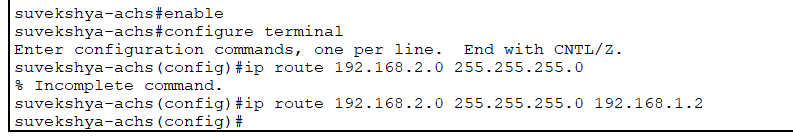 suvekshya-achs#enable
suvekshya-achs#configure terminal
Enter configuration commands, one per line.  End with CNTL/Z.
suvekshya-achs(config)#ip route 192.168.2.0 255.255.255.0
% Incomplete command.
suvekshya-achs(config)#ip route 192.168.2.0 255.255.255.0 192.168.1.2
suvekshya-achs(config)#